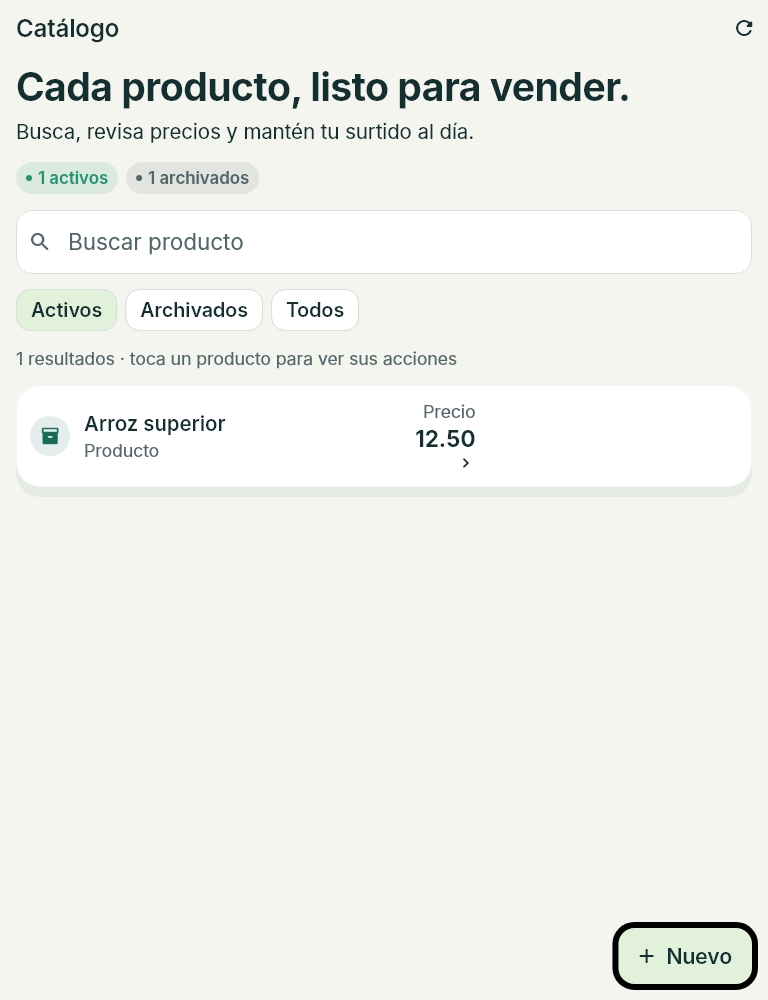 Catálogo
Cada producto, listo para vender.
Busca, revisa precios y mantén tu surtido al día.
• 1 activos • 1 archivados
Buscar producto
Activos Archivados Todos
1 resultados · toca un producto para ver sus acciones
Arroz superior
Producto
Precio
12.50
+ Nuevo